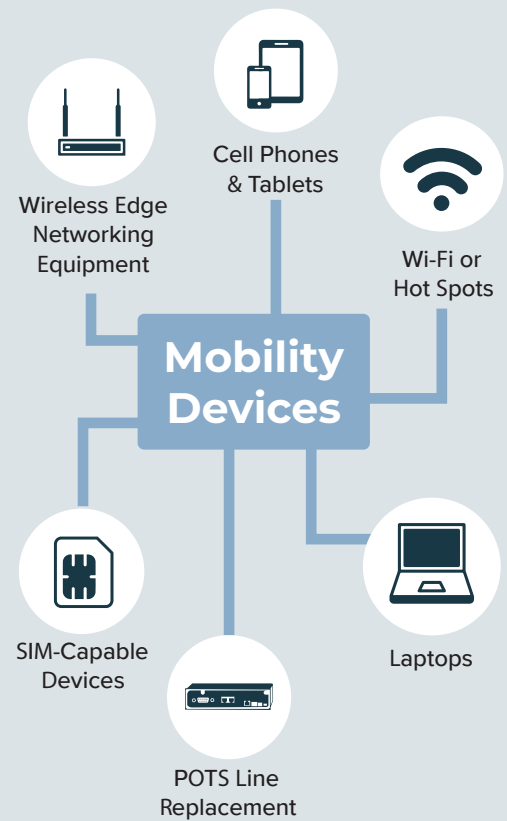 Cell Phones
& Tablets
Wireless Edge
Networking
Equipment
Wi-Fi or
Hot Spots
Mobility
Devices
SIM-Capable
Devices
Laptops
POTS Line
Replacement